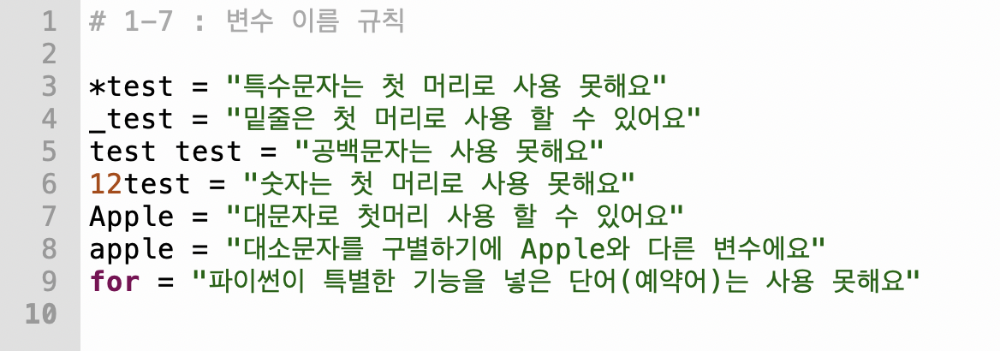 1 # 1-7 : 변수 이름 규칙
2
3 *test = "특수문자는 첫 머리로 사용 못해요"
4 _test = "밑줄은 첫 머리로 사용 할 수 있어요"
5 test test = "공백문자는 사용 못해요"
6 12test = "숫자는 첫 머리로 사용 못해요"
7 Apple = "대문자로 첫머리 사용 할 수 있어요"
8 apple = "대소문자를 구별하기에 Apple와 다른 변수에요"
9 for = "파이썬이 특별한 기능을 넣은 단어(예약어)는 사용 못해요"
10